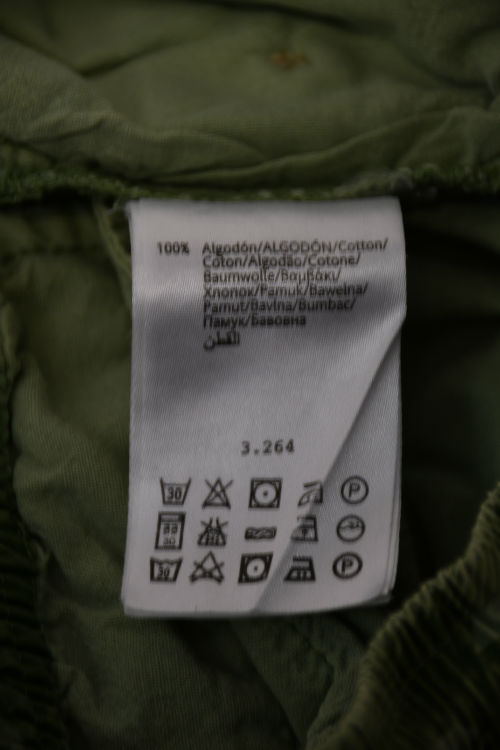 100% Algodón/ALGODÓN/Cotton/
Coton/Algodão/Cotone/
Baumwolle/Βαμβάκι/
Хлопок/Pamuk/Bawełna/
Pamut/Bavlna/Bumbac/
Памук/Бавовна
القطن
3.264
30
P
30
P